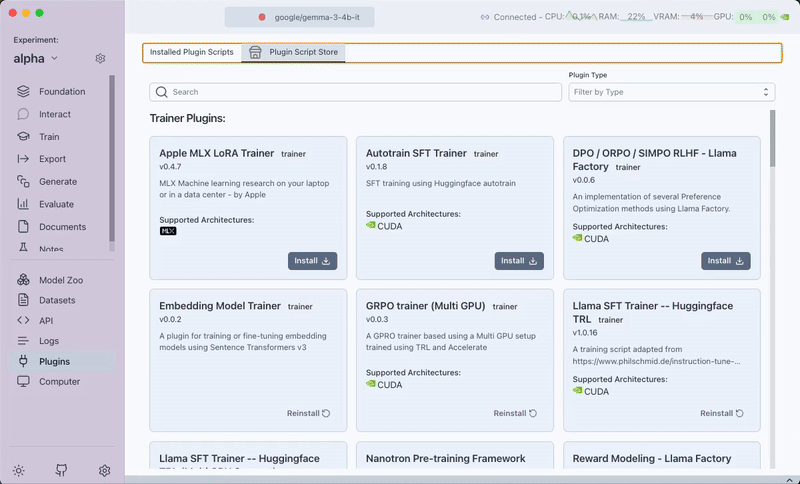 google/gemma-3-4b-it
Connected - CPU: 0.1% RAM: 22% VRAM: 4% GPU: 0% 0%
Experiment:
alpha
Foundation
Interact
Train
Export
Generate
Evaluate
Documents
Notes
Model Zoo
Datasets
API
Logs
Plugins
Computer
Installed Plugin Scripts
Plugin Script Store
Search
Plugin Type
Filter by Type
Trainer Plugins:
Apple MLX LoRA Trainer trainer
v0.4.7
MLX Machine learning research on your laptop
or in a data center - by Apple
Supported Architectures:
MLX
Install
Autotrain SFT Trainer trainer
v0.1.8
SFT training using Huggingface autotrain
Supported Architectures:
CUDA
Install
DPO / ORPO / SIMPO RLHF - Llama
Factory trainer
v0.0.6
An implementation of several Preference
Optimization methods using Llama Factory.
Supported Architectures:
CUDA
Install
Embedding Model Trainer trainer
v0.0.2
A plugin for training or fine-tuning embedding
models using Sentence Transformers v3
Reinstall
GRPO trainer (Multi GPU) trainer
v0.0.3
A GPRO trainer based using a Multi GPU setup
trained using TRL and Accelerate
Supported Architectures:
CUDA
Reinstall
Llama SFT Trainer -- Huggingface
TRL trainer
v1.0.16
A training script adapted from
https://www.philschmid.de/instruction-tune-...
Supported Architectures:
CUDA
Reinstall
Llama SFT Trainer -- Huggingface
Nanotron Pre-training Framework
Reward Modeling - Llama Factory